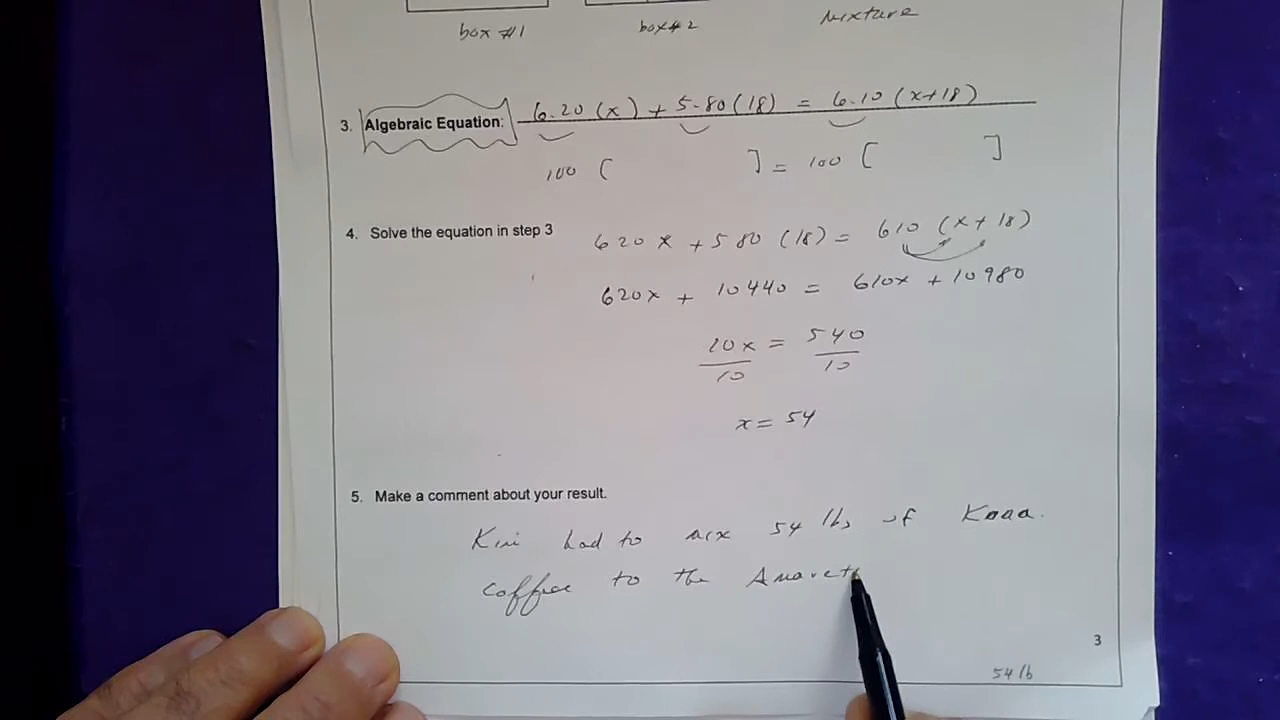 box #1 box#2 Mixture
3. Algebraic Equation: 6.20 (x) + 5.80 (18) = 6.10 (x+18)
100 [ ] = 100 [ ]
4. Solve the equation in step 3
620x + 580 (18) = 610 (x + 18)
620x + 10440 = 610x + 10980
10x = 540
10 10
x = 54
5. Make a comment about your result.
had to mix 54 lbs of Kona
coffee to the Amarett
3
54 lb